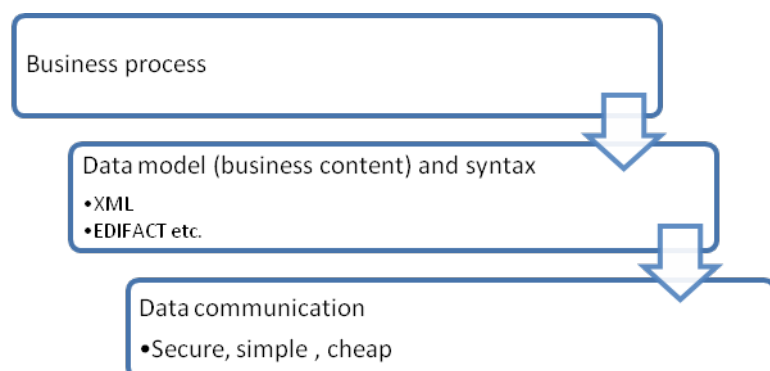 Business process
Data model (business content) and syntax
•XML
•EDIFACT etc.
Data communication
•Secure, simple , cheap